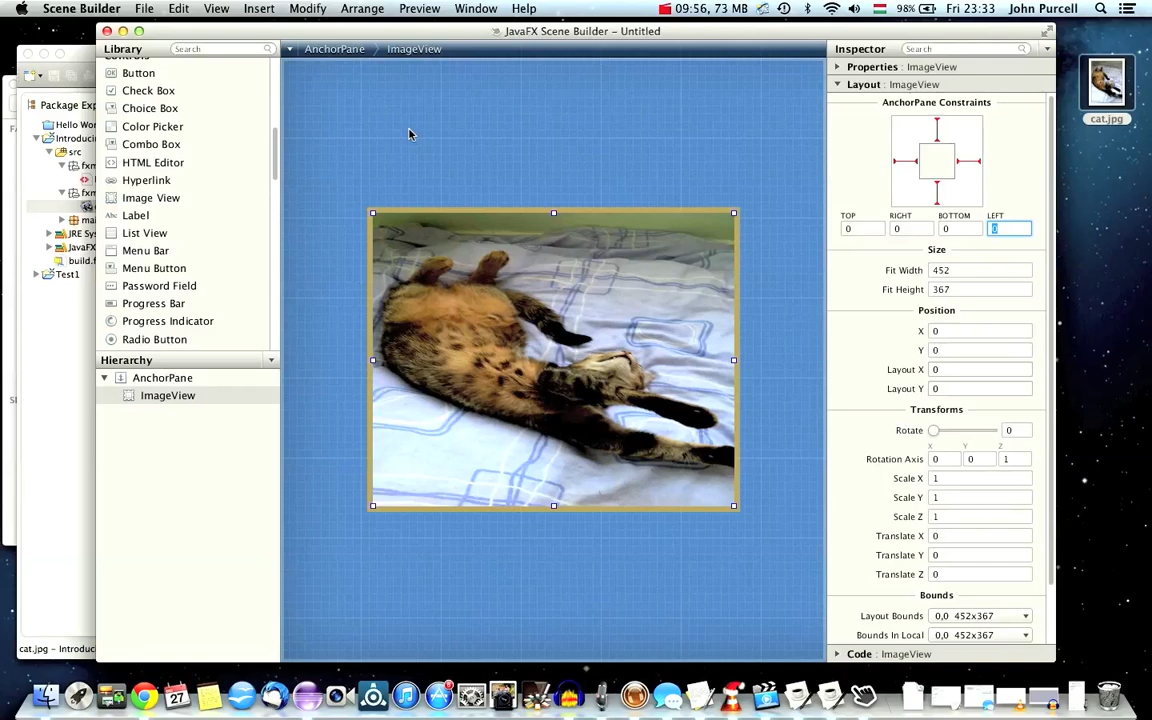 Scene Builder File Edit View Insert Modify Arrange Preview Window Help 09:56, 73 MB 98% Fri 23:33 John Purcell
JavaFX Scene Builder - Untitled
Library Search
AnchorPane ImageView
Inspector Search
Controls
Button
Check Box
Choice Box
Color Picker
Combo Box
HTML Editor
Hyperlink
Image View
Abc Label
List View
Menu Bar
Menu Button
Password Field
Progress Bar
Progress Indicator
Radio Button
Hierarchy
AnchorPane
ImageView
Properties : ImageView
Layout : ImageView
AnchorPane Constraints
TOP RIGHT BOTTOM LEFT
0 0 0 0
Size
Fit Width 452
Fit Height 367
Position
X 0
Y 0
Layout X 0
Layout Y 0
Transforms
Rotate 0
X Y Z
Rotation Axis 0 0 1
Scale X 1
Scale Y 1
Scale Z 1
Translate X 0
Translate Y 0
Translate Z 0
Bounds
Layout Bounds 0,0 452x367
Bounds In Local 0,0 452x367
Code : ImageView
Package Exp
Hello Wor
Introducin
src
fxm
fxm
mai
JRE Sys
JavaFX
build.f
Test1
cat.jpg - Introduc
cat.jpg
27